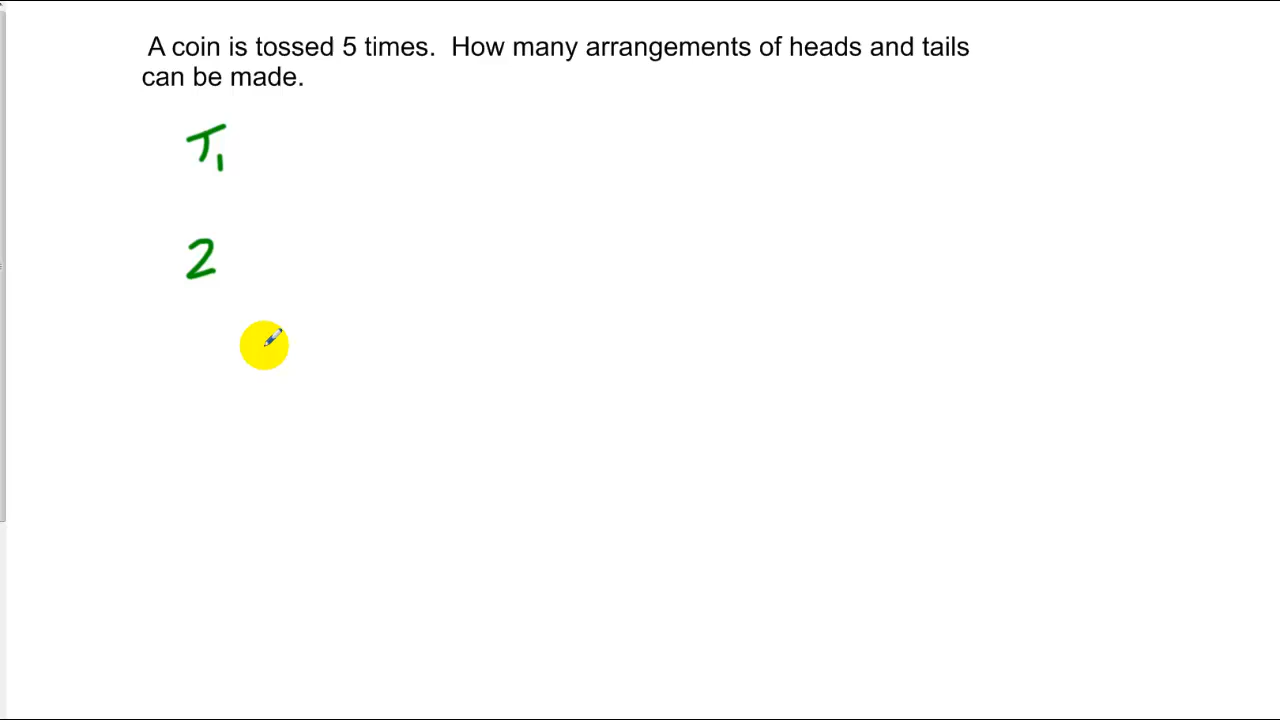 A coin is tossed 5 times. How many arrangements of heads and tails
can be made.
T₁
2